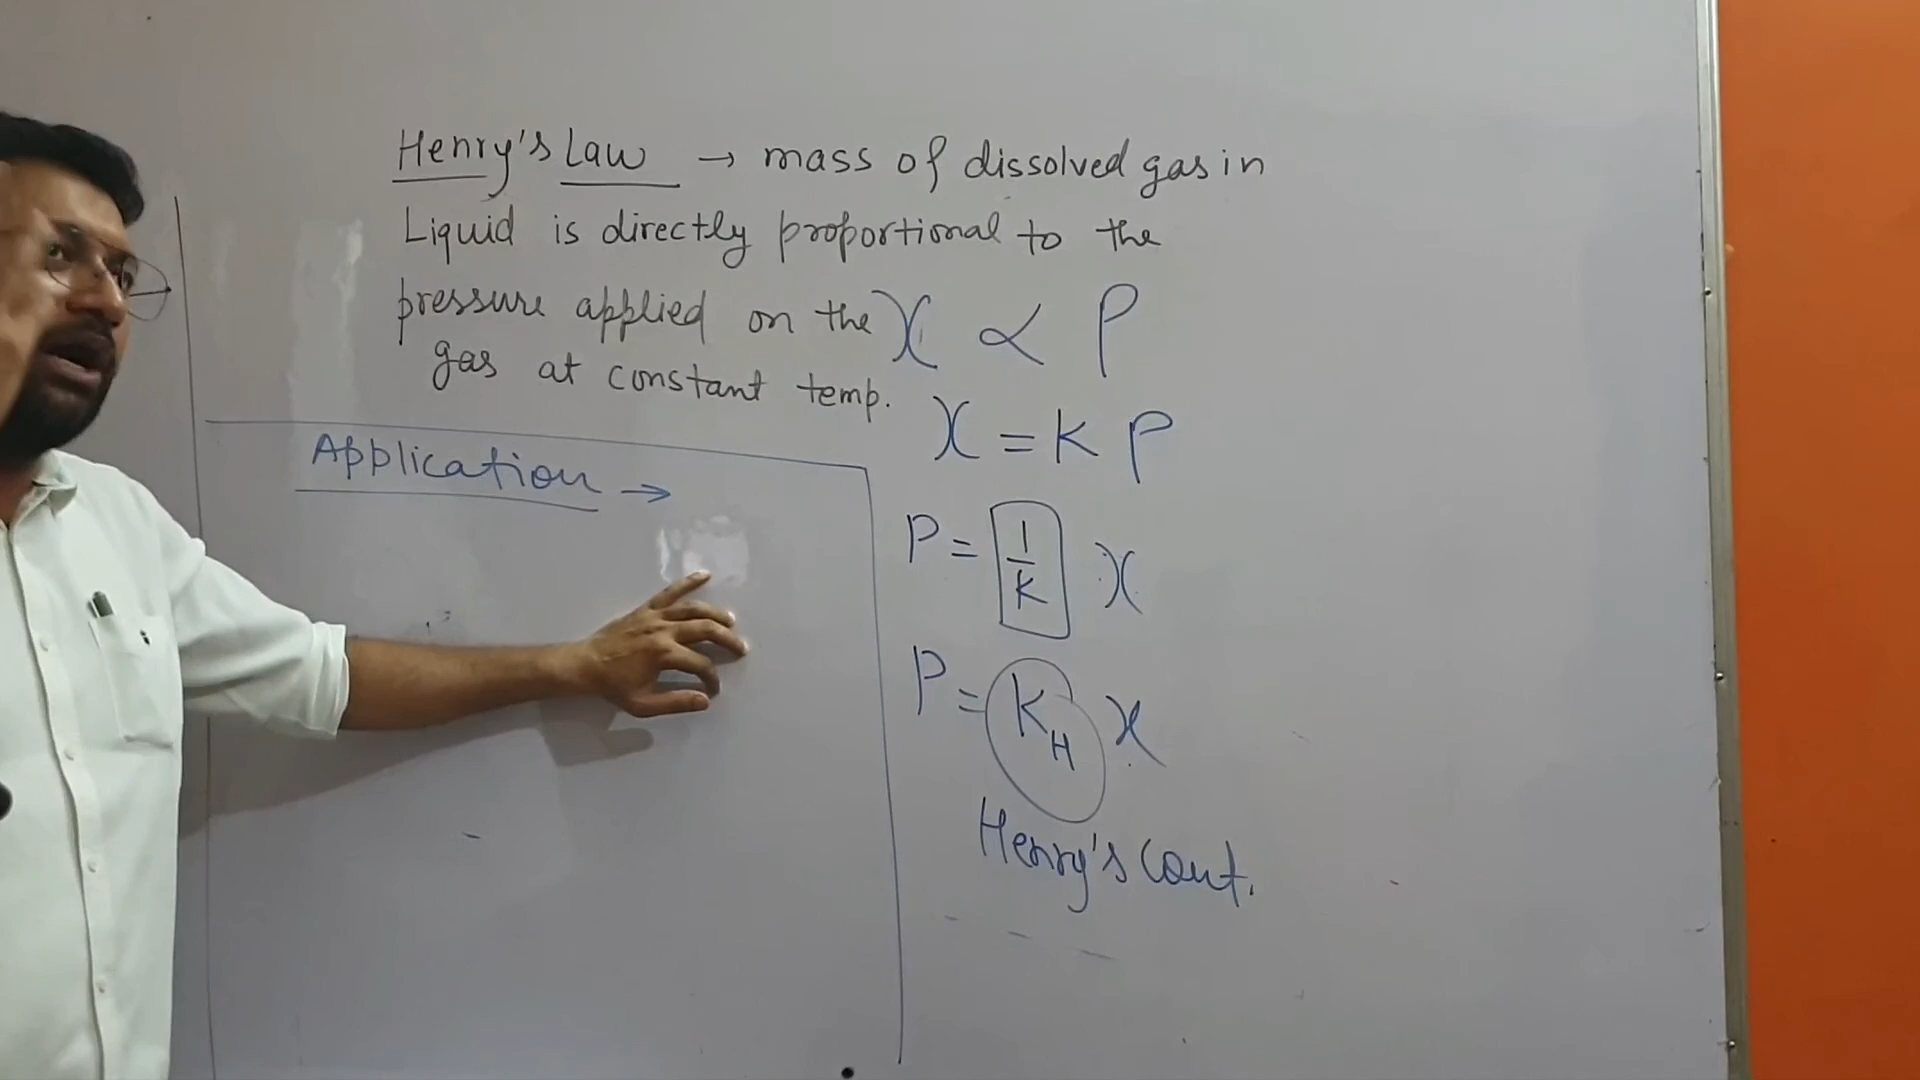 Henry's Law → mass of dissolved gas in
Liquid is directly proportional to the
pressure applied on the
gas at constant temp.
x ∝ P
x = K P
P = 1/K x
P = K_H x
Henry's Cont.
Application →